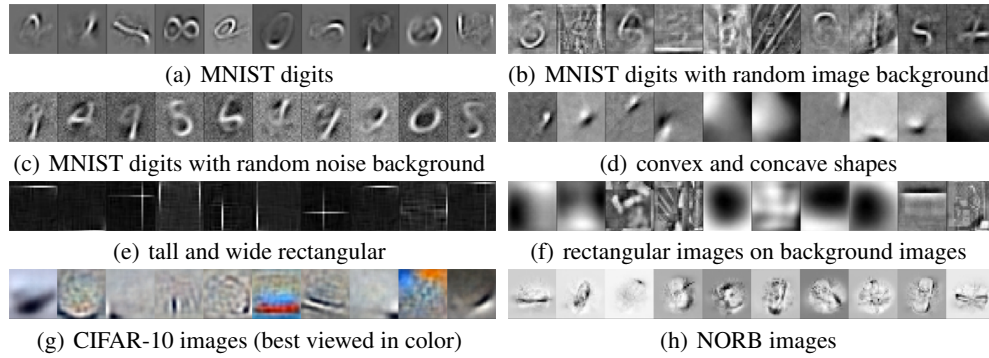 (a) MNIST digits
(b) MNIST digits with random image background
(c) MNIST digits with random noise background
(d) convex and concave shapes
(e) tall and wide rectangular
(f) rectangular images on background images
(g) CIFAR-10 images (best viewed in color)
(h) NORB images